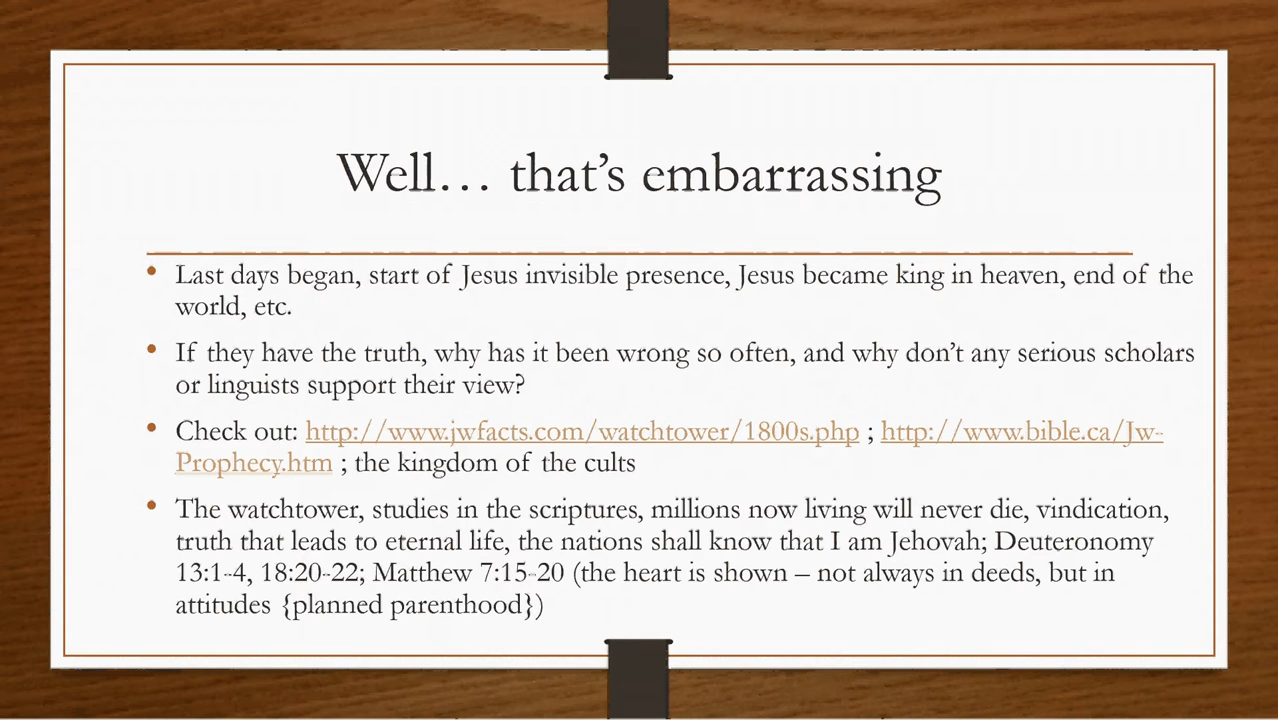 Well… that’s embarrassing
• Last days began, start of Jesus invisible presence, Jesus became king in heaven, end of the
world, etc.
• If they have the truth, why has it been wrong so often, and why don’t any serious scholars
or linguists support their view?
• Check out: http://www.jwfacts.com/watchtower/1800s.php ; http://www.bible.ca/Jw-
Prophecy.htm ; the kingdom of the cults
• The watchtower, studies in the scriptures, millions now living will never die, vindication,
truth that leads to eternal life, the nations shall know that I am Jehovah; Deuteronomy
13:1-4, 18:20-22; Matthew 7:15-20 (the heart is shown – not always in deeds, but in
attitudes {planned parenthood})